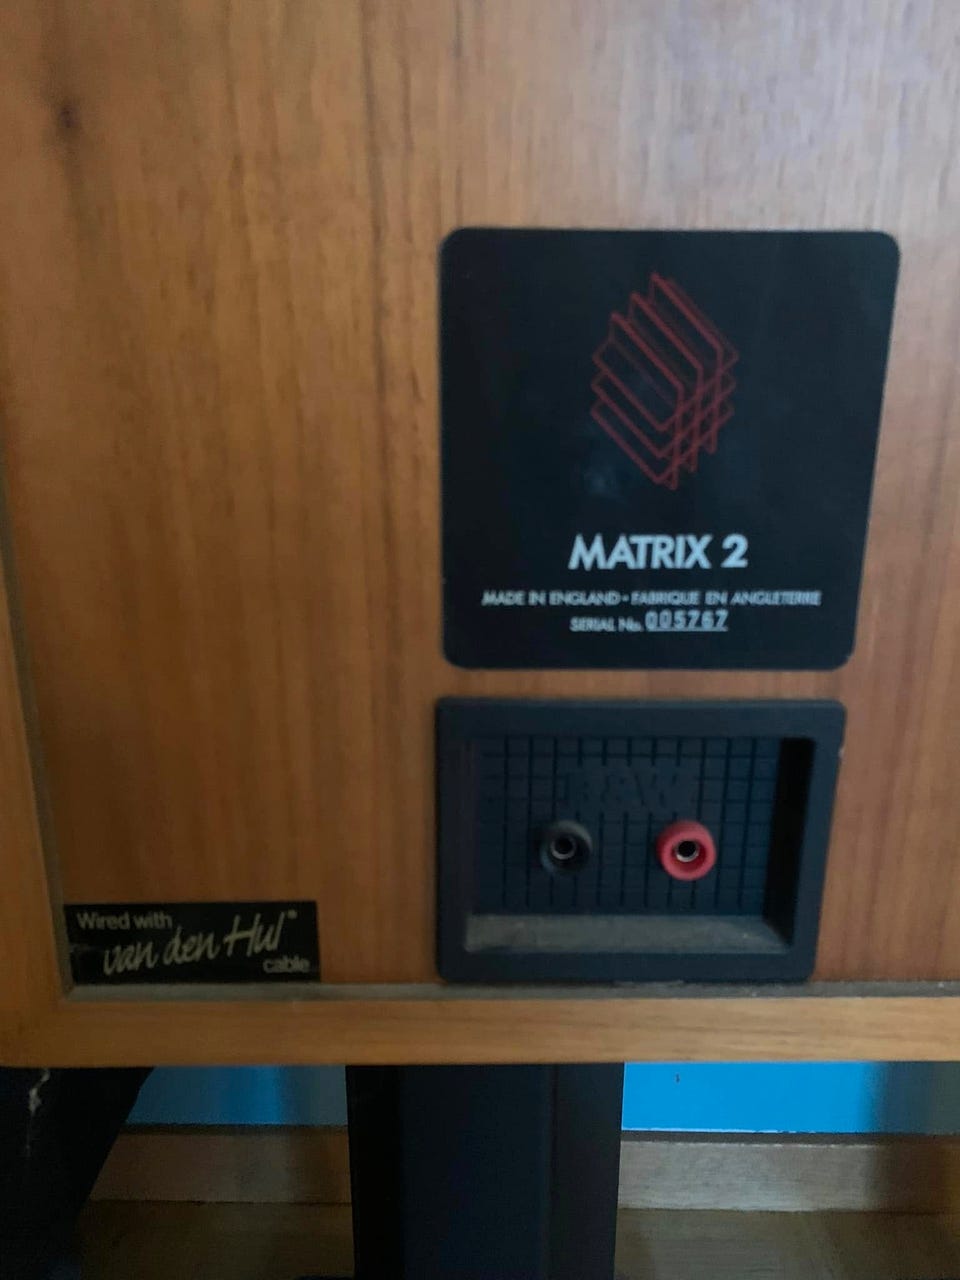 MATRIX 2
MADE IN ENGLAND · FABRIQUE EN ANGLETERRE
SERIAL No. 005767
B&W
Wired with
van den Hul®
cable